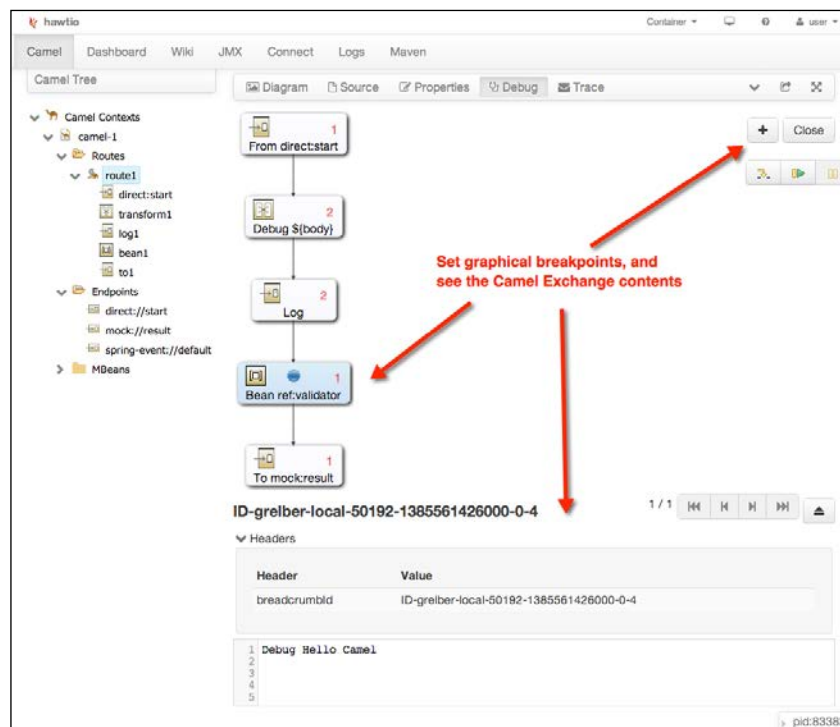 hawtio
Container
user
Camel Dashboard Wiki JMX Connect Logs Maven
Camel Tree
Diagram Source Properties Debug Trace
Camel Contexts
camel-1
Routes
route1
direct:start
transform1
log1
bean1
to1
Endpoints
direct://start
mock://result
spring-event://default
MBeans
+ Close
1
From direct:start
2
Debug ${body}
2
Log
1
Bean ref:validator
1
To mock:result
Set graphical breakpoints, and
see the Camel Exchange contents
ID-grelber-local-50192-1385561426000-0-4
1 / 1
Headers
Header Value
breadcrumbId ID-grelber-local-50192-1385561426000-0-4
1 Debug Hello Camel
2
3
4
5
pid:8338